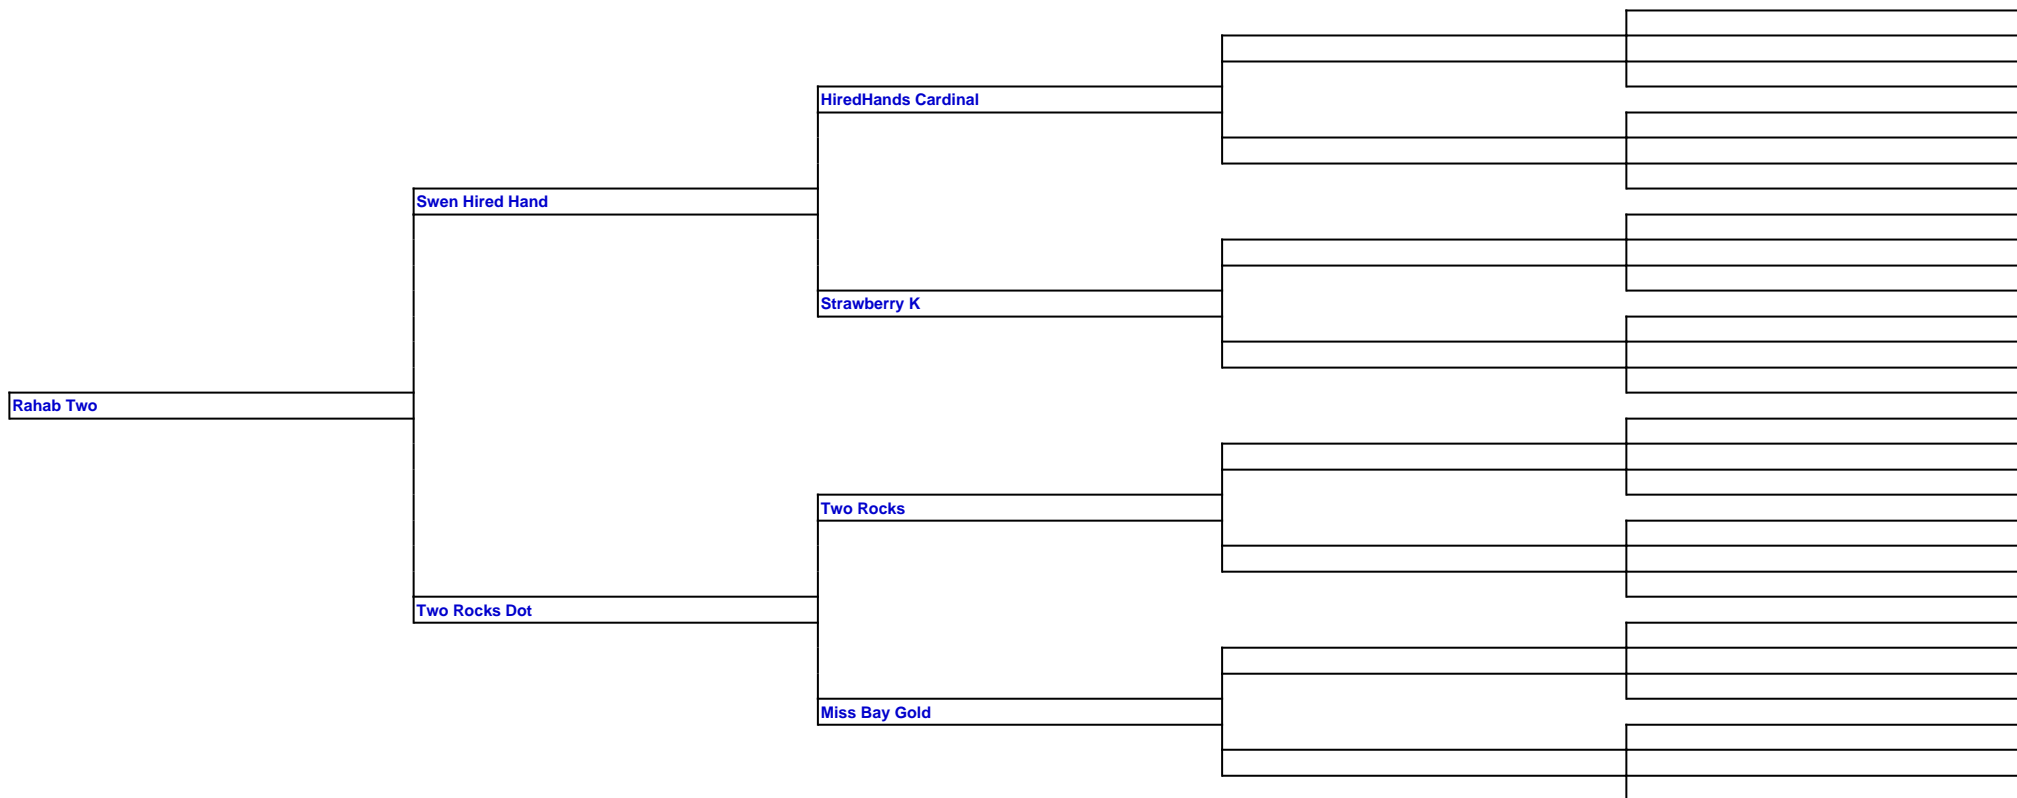 HiredHands Cardinal
Swen Hired Hand
Strawberry K
Rahab Two
Two Rocks
Two Rocks Dot
Miss Bay Gold